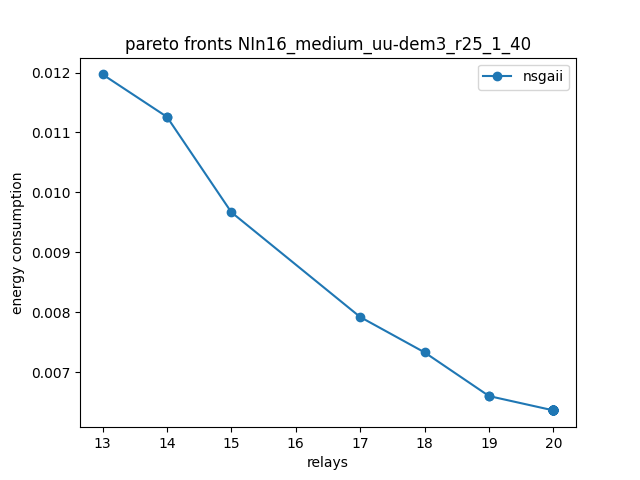 pareto fronts NIn16_medium_uu-dem3_r25_1_40
nsgaii
0.012
0.011
0.010
0.009
0.008
0.007
energy consumption
13 14 15 16 17 18 19 20
relays